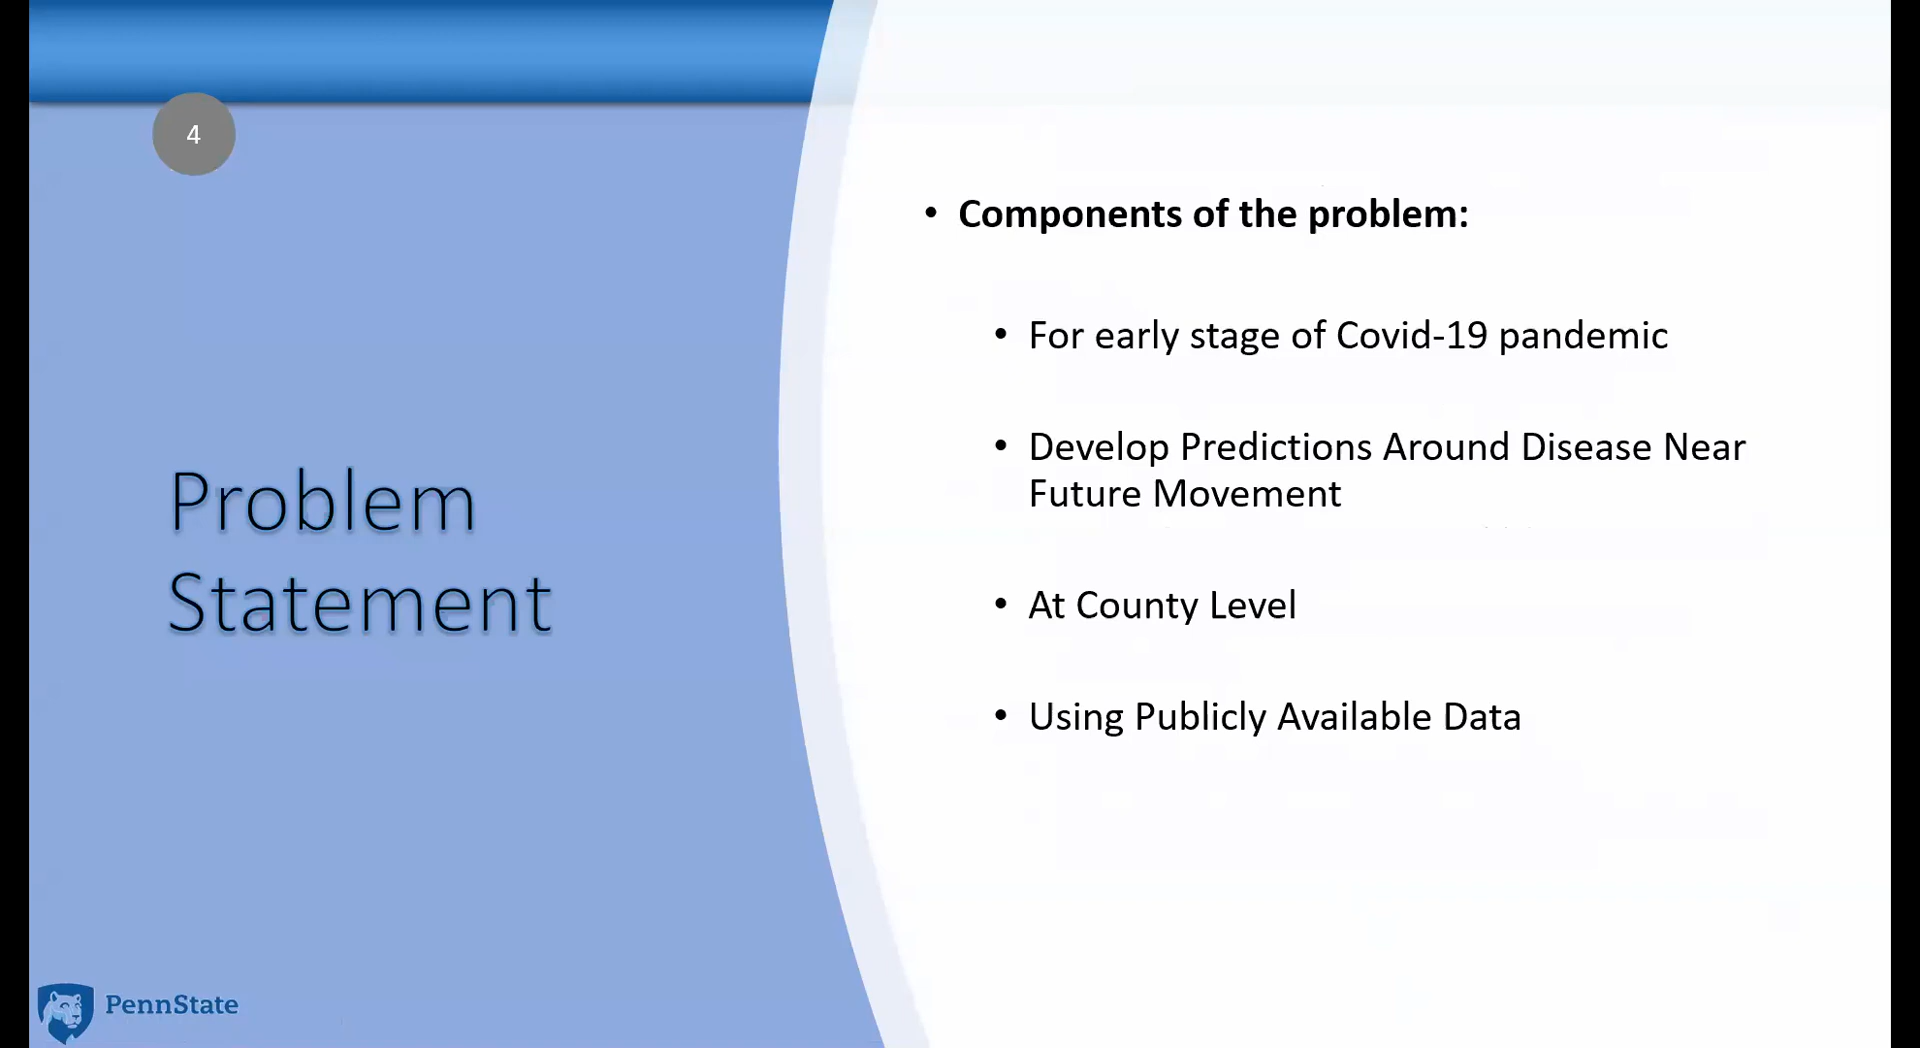 4
Problem
Statement
• Components of the problem:
• For early stage of Covid-19 pandemic
• Develop Predictions Around Disease Near
Future Movement
• At County Level
• Using Publicly Available Data
PennState